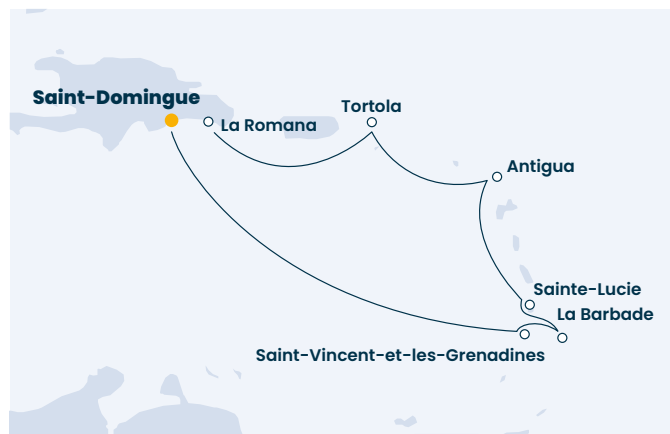 Saint-Domingue
La Romana
Tortola
Antigua
Sainte-Lucie
La Barbade
Saint-Vincent-et-les-Grenadines